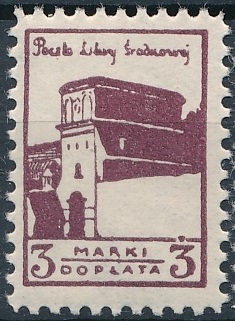 Poczta Litwy Środkowej
3 MARKI 3
DOPŁATA